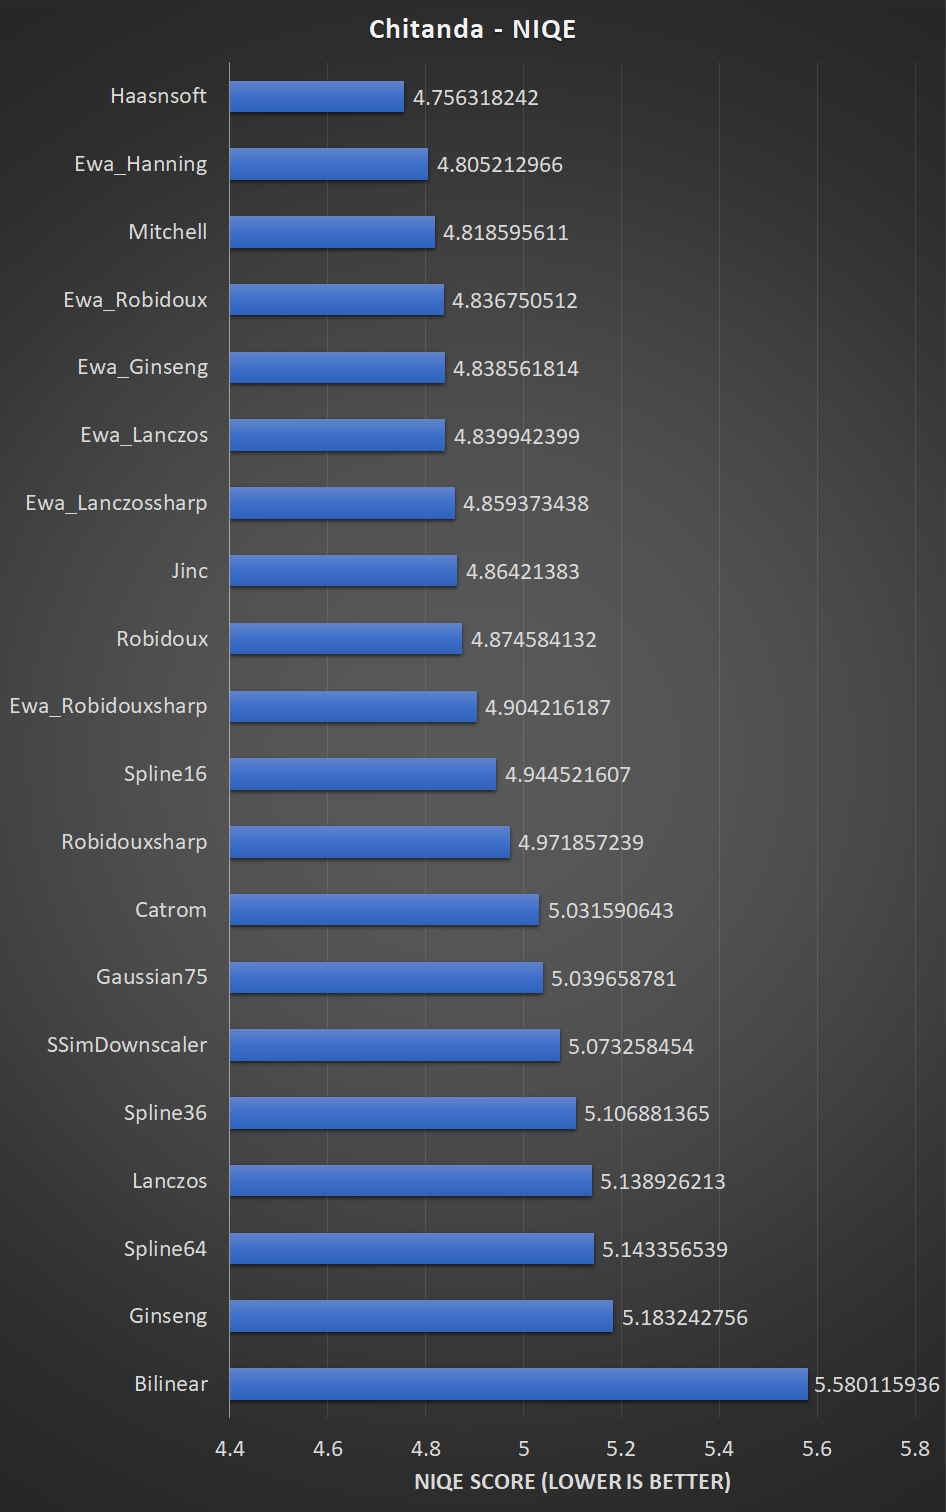 Chitanda - NIQE
Haasnsoft 4.756318242
Ewa_Hanning 4.805212966
Mitchell 4.818595611
Ewa_Robidoux 4.836750512
Ewa_Ginseng 4.838561814
Ewa_Lanczos 4.839942399
Ewa_Lanczossharp 4.859373438
Jinc 4.86421383
Robidoux 4.874584132
Ewa_Robidouxsharp 4.904216187
Spline16 4.944521607
Robidouxsharp 4.971857239
Catrom 5.031590643
Gaussian75 5.039658781
SSimDownscaler 5.073258454
Spline36 5.106881365
Lanczos 5.138926213
Spline64 5.143356539
Ginseng 5.183242756
Bilinear 5.580115936
4.4 4.6 4.8 5 5.2 5.4 5.6 5.8
NIQE SCORE (LOWER IS BETTER)